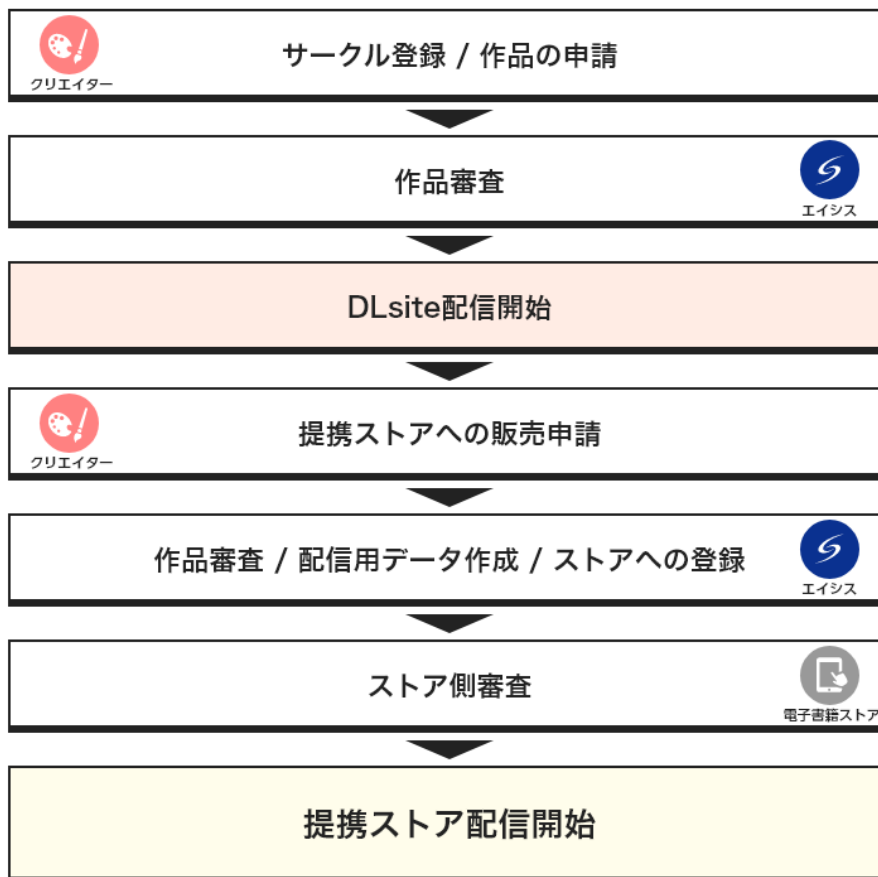 サークル登録 / 作品の申請
クリエイター
作品審査
エイシス
DLsite配信開始
提携ストアへの販売申請
クリエイター
作品審査 / 配信用データ作成 / ストアへの登録
エイシス
ストア側審査
電子書籍ストア
提携ストア配信開始